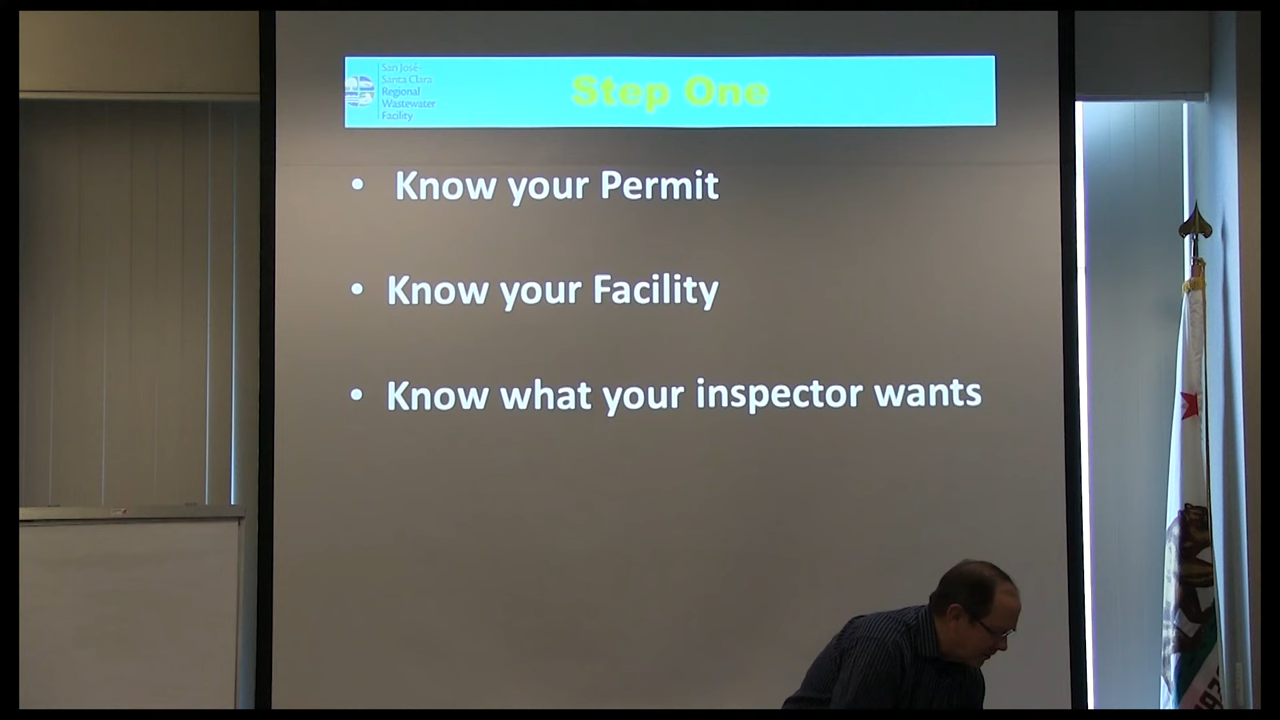 San José-
Santa Clara
Regional
Wastewater
Facility
Step One
• Know your Permit
• Know your Facility
• Know what your inspector wants